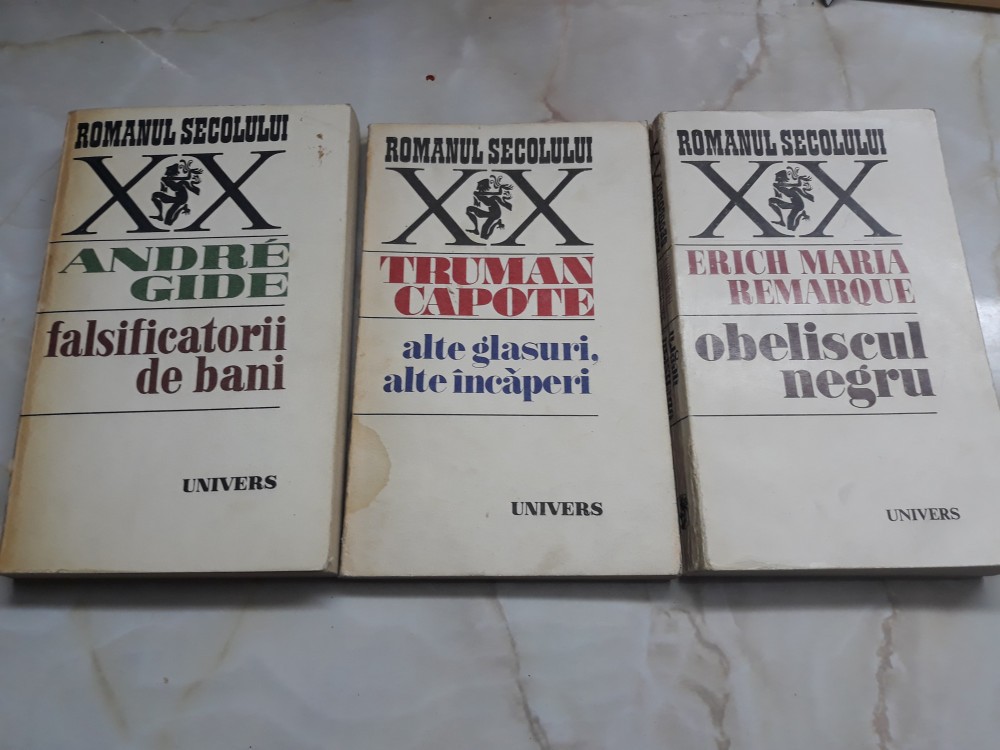 ROMANUL SECOLULUI
XX
ANDRÉ
GIDE
falsificatorii
de bani
UNIVERS
ROMANUL SECOLULUI
XX
TRUMAN
CAPOTE
alte glasuri,
alte încăperi
UNIVERS
ROMANUL SECOLULUI
XX
ERICH MARIA
REMARQUE
obeliscul
negru
UNIVERS